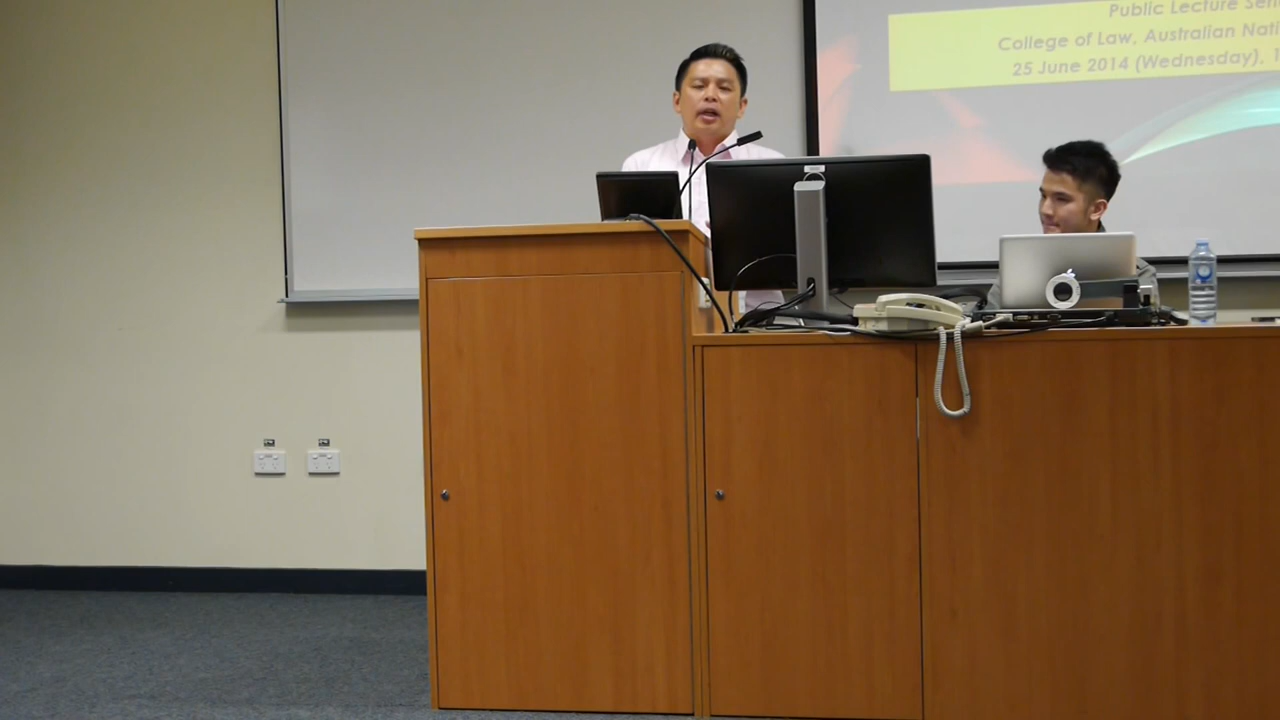 Public Lecture
College of Law, Australian
25 June 2014 (Wednesday),